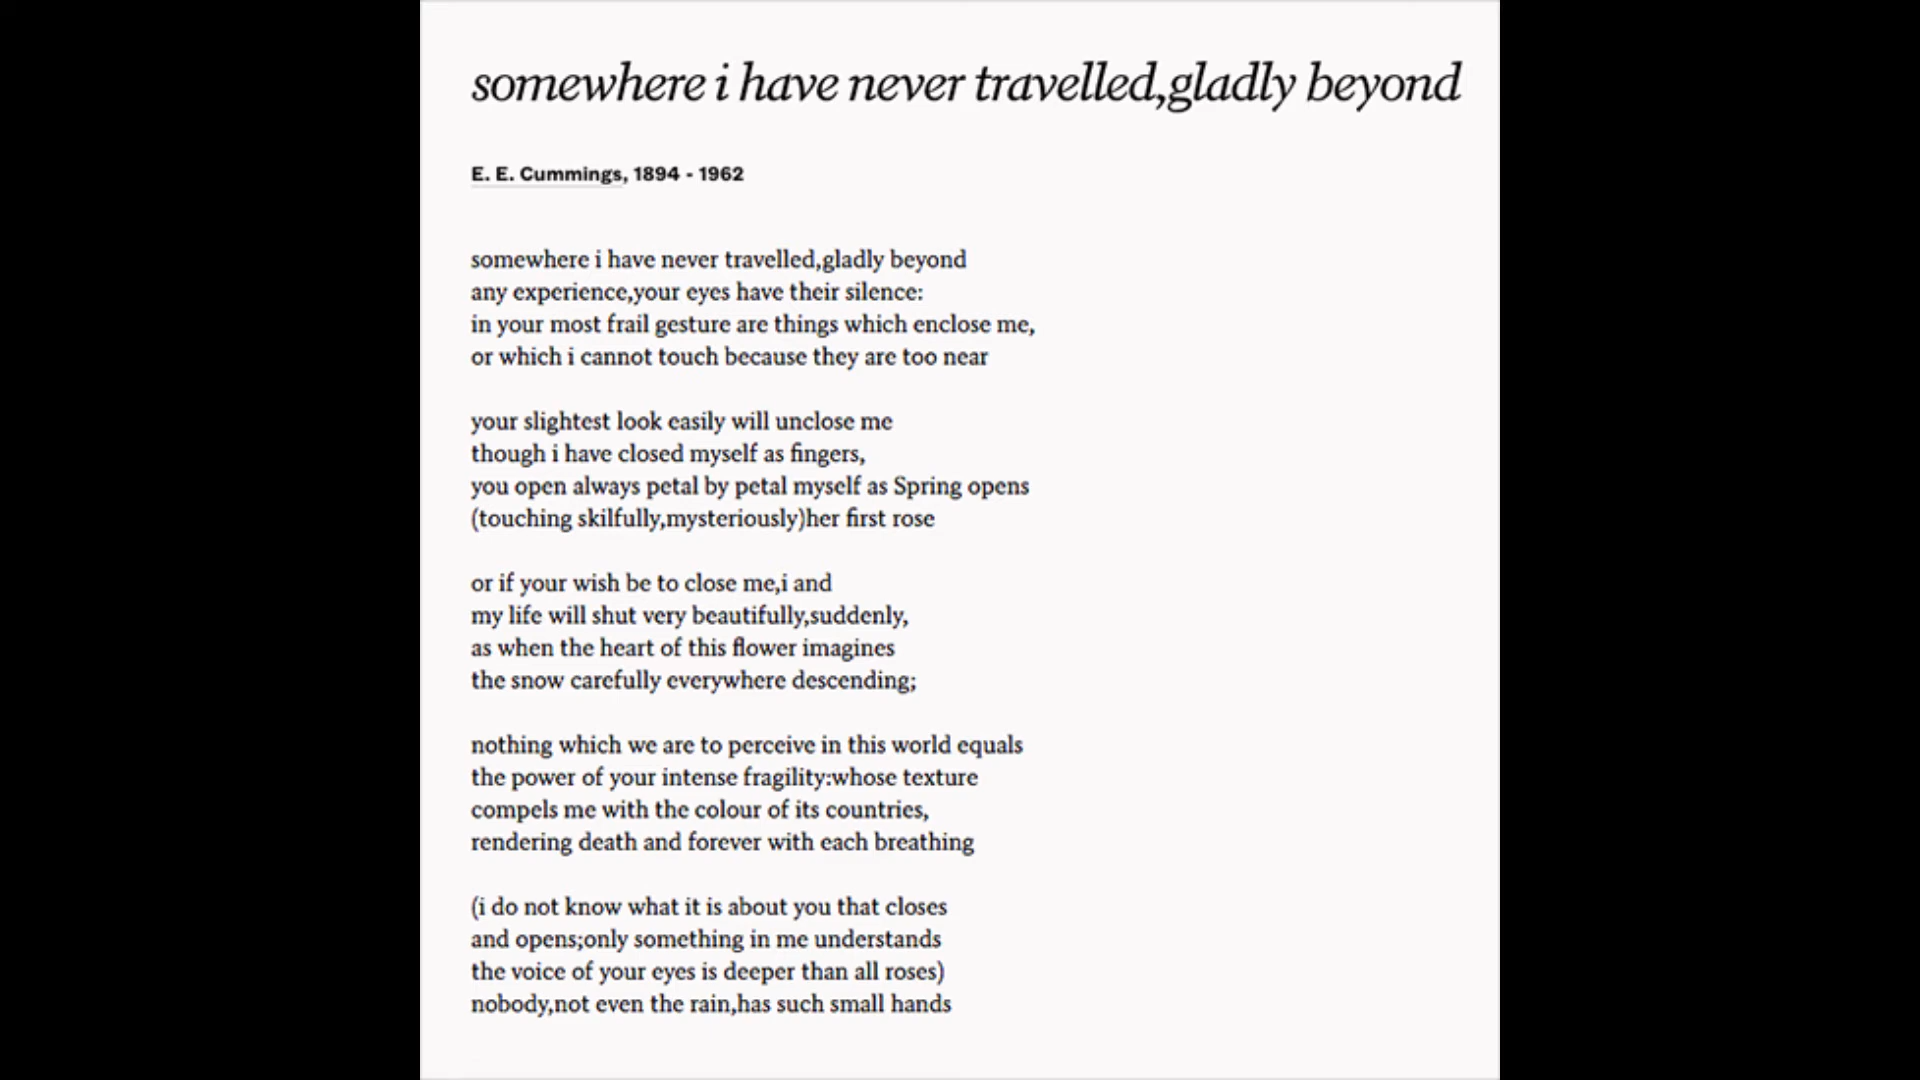 somewhere i have never travelled,gladly beyond
E. E. Cummings, 1894 - 1962
somewhere i have never travelled,gladly beyond
any experience,your eyes have their silence:
in your most frail gesture are things which enclose me,
or which i cannot touch because they are too near
your slightest look easily will unclose me
though i have closed myself as fingers,
you open always petal by petal myself as Spring opens
(touching skilfully,mysteriously)her first rose
or if your wish be to close me,i and
my life will shut very beautifully,suddenly,
as when the heart of this flower imagines
the snow carefully everywhere descending;
nothing which we are to perceive in this world equals
the power of your intense fragility:whose texture
compels me with the colour of its countries,
rendering death and forever with each breathing
(i do not know what it is about you that closes
and opens;only something in me understands
the voice of your eyes is deeper than all roses)
nobody,not even the rain,has such small hands